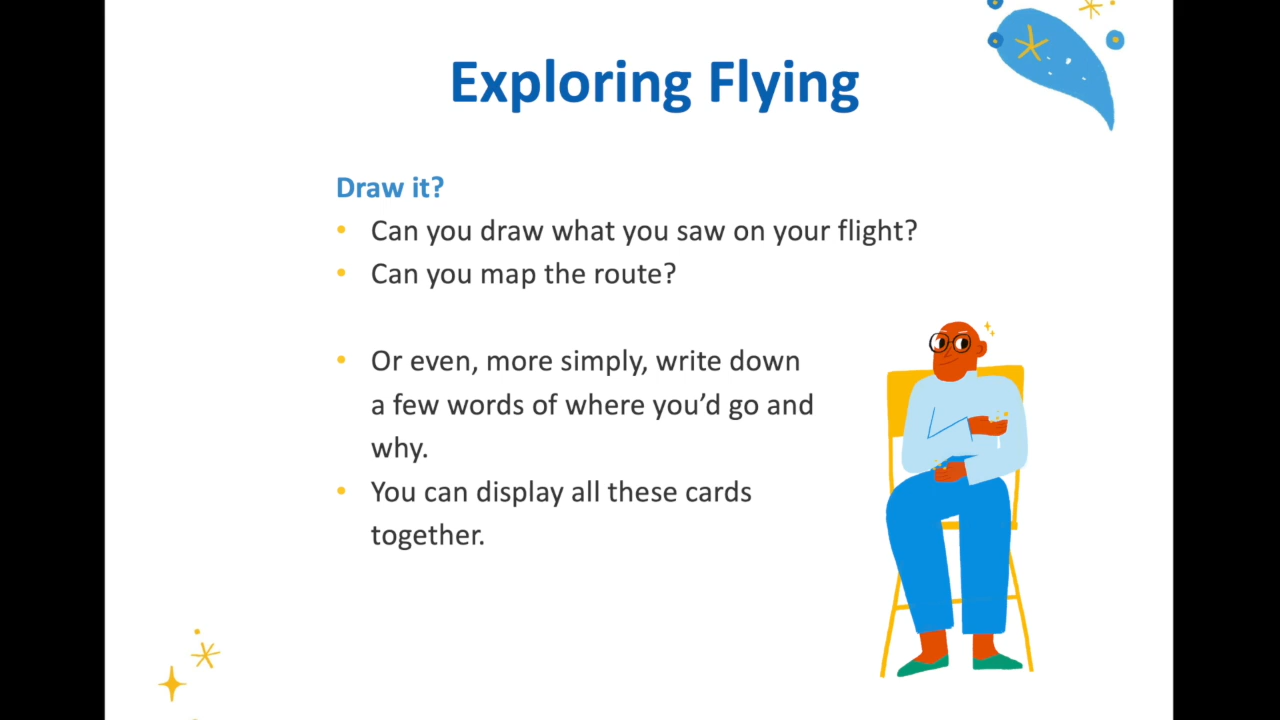 Exploring Flying
Draw it?
• Can you draw what you saw on your flight?
• Can you map the route?
• Or even, more simply, write down
a few words of where you’d go and
why.
• You can display all these cards
together.